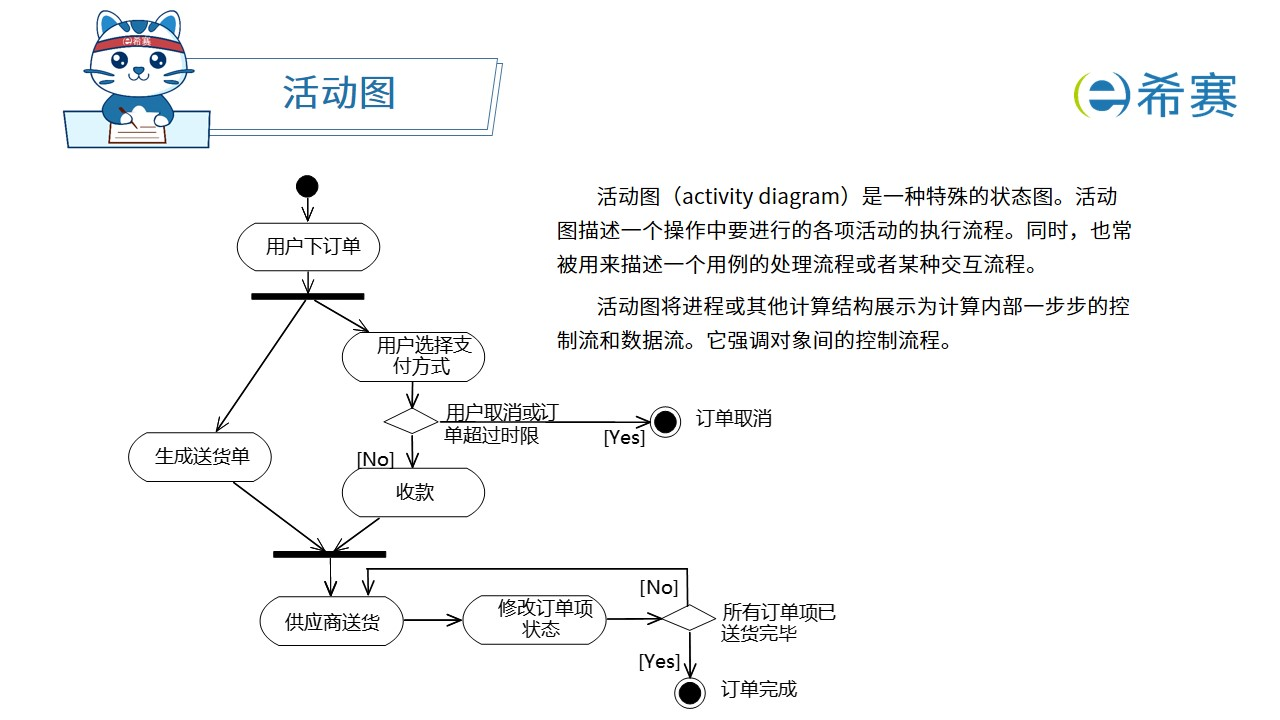 希赛
活动图
希赛
活动图（activity diagram）是一种特殊的状态图。活动
图描述一个操作中要进行的各项活动的执行流程。同时，也常
被用来描述一个用例的处理流程或者某种交互流程。
活动图将进程或其他计算结构展示为计算内部一步步的控
制流和数据流。它强调对象间的控制流程。
用户下订单
用户选择支
付方式
用户取消或订
单超过时限
[Yes]
订单取消
[No]
生成送货单
收款
[No]
供应商送货
修改订单项
状态
所有订单项已
送货完毕
[Yes]
订单完成